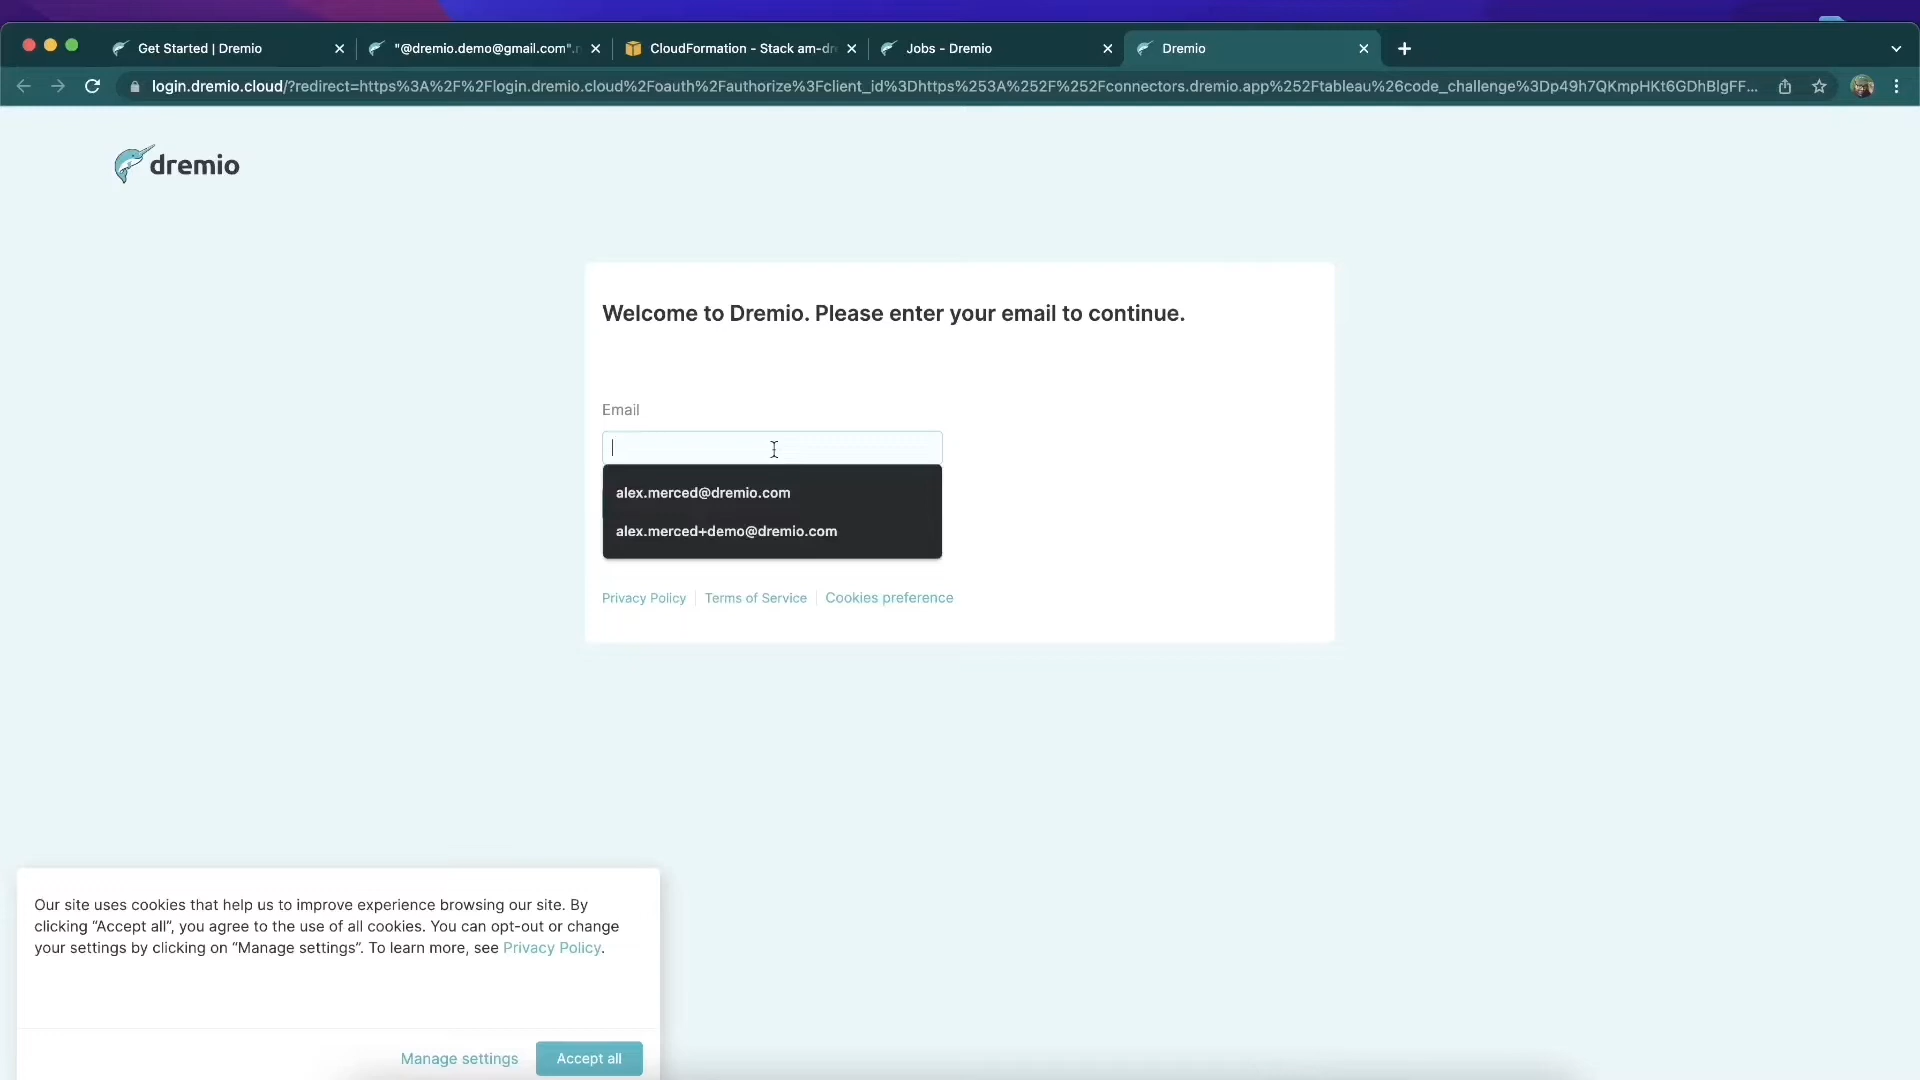 Get Started | Dremio
"@dremio.demo@gmail.com".
CloudFormation - Stack am-dr
Jobs - Dremio
Dremio
login.dremio.cloud/?redirect=https%3A%2F%2Flogin.dremio.cloud%2Foauth%2Fauthorize%3Fclient_id%3Dhttps%253A%252F%252Fconnectors.dremio.app%252Ftableau%26code_challenge%3Dp49h7QKmpHKt6GDhBlgFF...
dremio
Welcome to Dremio. Please enter your email to continue.
Email
alex.merced@dremio.com
alex.merced+demo@dremio.com
Privacy Policy | Terms of Service | Cookies preference
Our site uses cookies that help us to improve experience browsing our site. By
clicking “Accept all”, you agree to the use of all cookies. You can opt-out or change
your settings by clicking on “Manage settings”. To learn more, see Privacy Policy.
Manage settings
Accept all